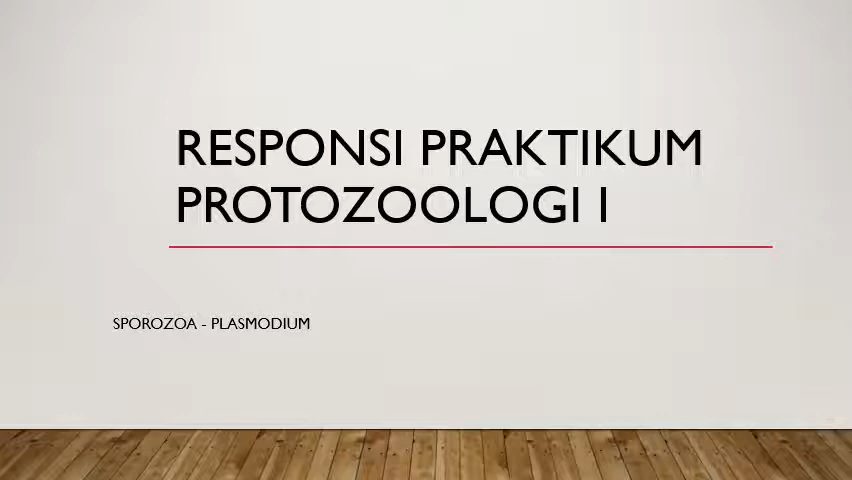 RESPONSI PRAKTIKUM
PROTOZOOLOGI I
SPOROZOA - PLASMODIUM